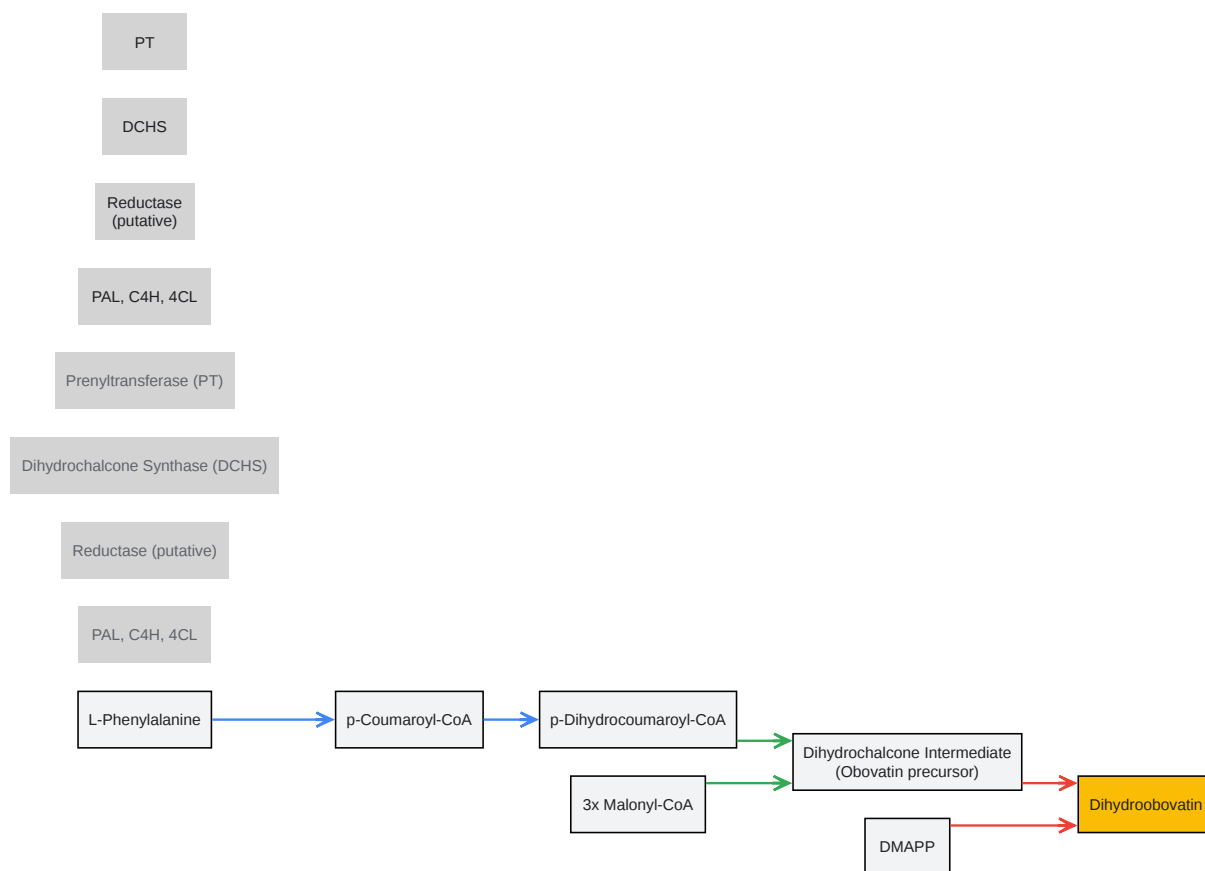 PT
DCHS
Reductase
(putative)
PAL, C4H, 4CL
Prenyltransferase (PT)
Dihydrochalcone Synthase (DCHS)
Reductase (putative)
PAL, C4H, 4CL
L-Phenylalanine
p-Coumaroyl-CoA
p-Dihydrocoumaroyl-CoA
Dihydrochalcone Intermediate
(Obovatin precursor)
3x Malonyl-CoA
Dihydroobovatin
DMAPP